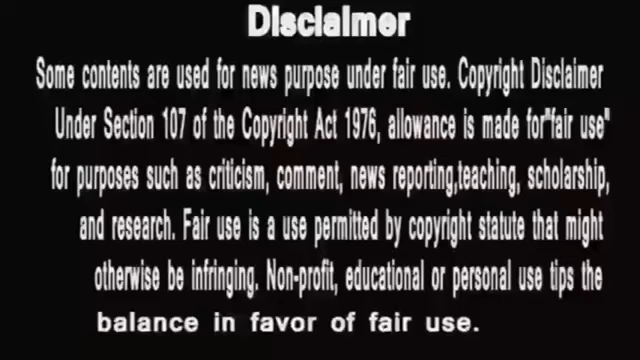 Disclaimer
Some contents are used for news purpose under fair use. Copyright Disclaimer
Under Section 107 of the Copyright Act 1976, allowance is made for"fair use"
for purposes such as criticism, comment, news reporting,teaching, scholarship,
and research. Fair use is a use permitted by copyright statute that might
otherwise be infringing. Non-profit, educational or personal use tips the
balance in favor of fair use.